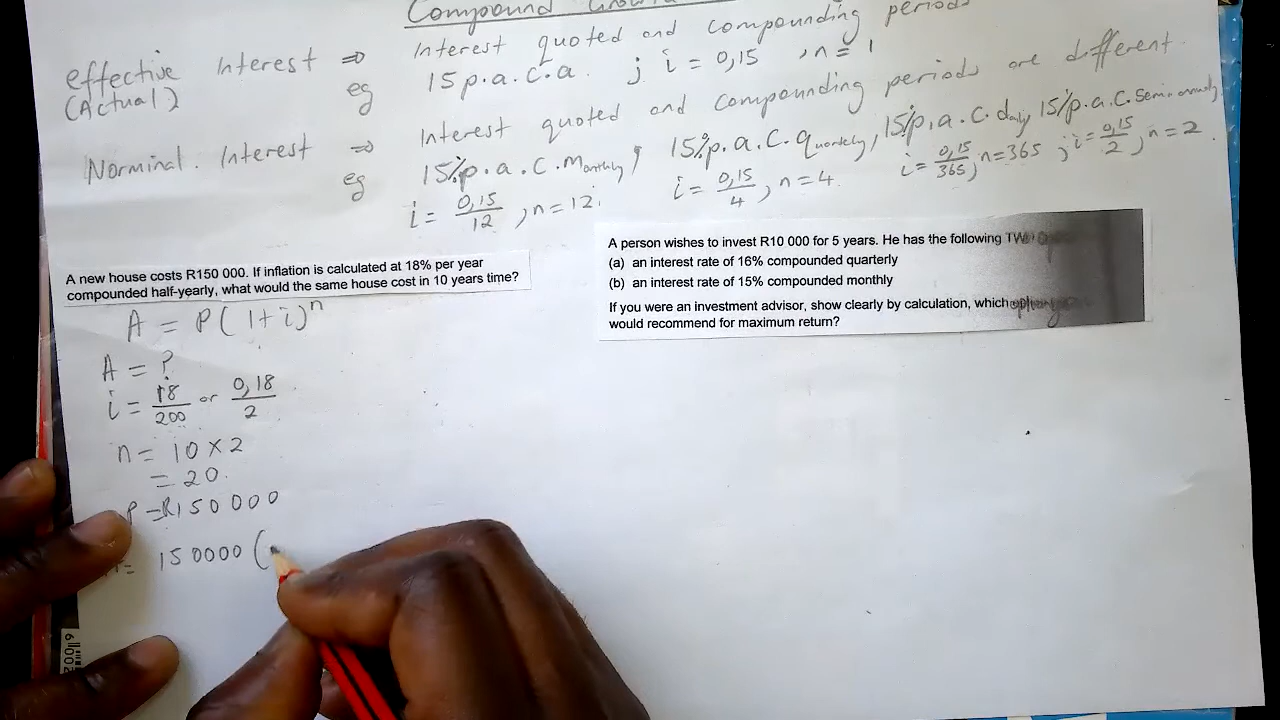 Compound
effective Interest ⇒ Interest quoted and compounding periods
(Actual) eg 15 p.a.c.a. ; i = 0,15 , n = 1
Norminal. Interest ⇒ Interest quoted and compounding periods are different.
eg 15% p.a.c. Monthly, 15% p.a.c. Quarterly, 15% p.a.c. daily 15% p.a.c. Semi-annually
i = 0,15/12 , n = 12. i = 0,15/4 , n = 4. i = 0,15/365 , n = 365 ; i = 0,15/2 , n = 2.
A new house costs R150 000. If inflation is calculated at 18% per year
compounded half-yearly, what would the same house cost in 10 years time?
A = P(1+i)ⁿ
A = ?
i = 18/200 or 0,18/2
n = 10 × 2
= 20.
P = R150 000
= 150000 (
A person wishes to invest R10 000 for 5 years. He has the following
(a) an interest rate of 16% compounded quarterly
(b) an interest rate of 15% compounded monthly
If you were an investment advisor, show clearly by calculation, which
would recommend for maximum return?